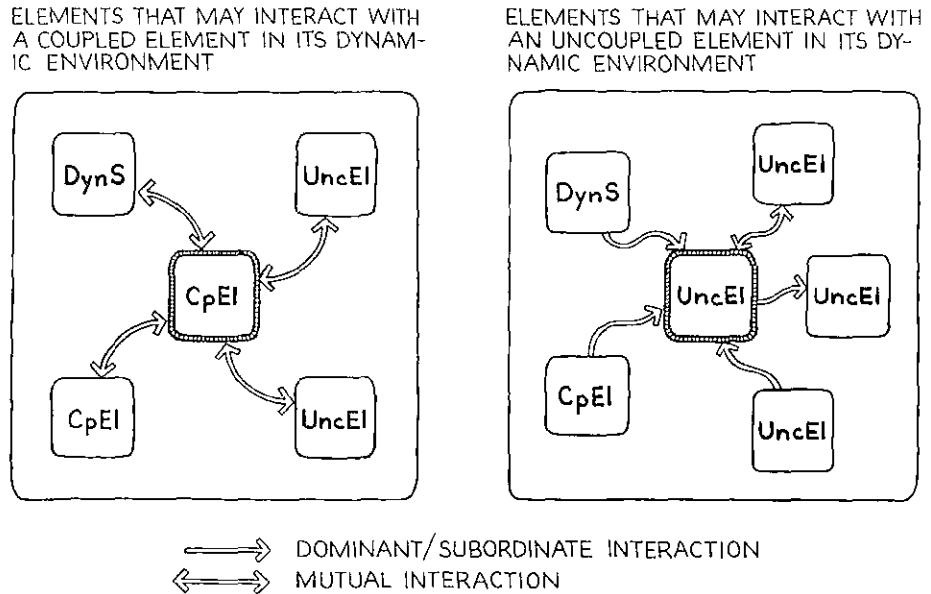 ELEMENTS THAT MAY INTERACT WITH
A COUPLED ELEMENT IN ITS DYNAM-
IC ENVIRONMENT
ELEMENTS THAT MAY INTERACT WITH
AN UNCOUPLED ELEMENT IN ITS DY-
NAMIC ENVIRONMENT
DynS
UncEl
CpEl
CpEl
UncEl
DynS
UncEl
UncEl
UncEl
CpEl
UncEl
DOMINANT/SUBORDINATE INTERACTION
MUTUAL INTERACTION